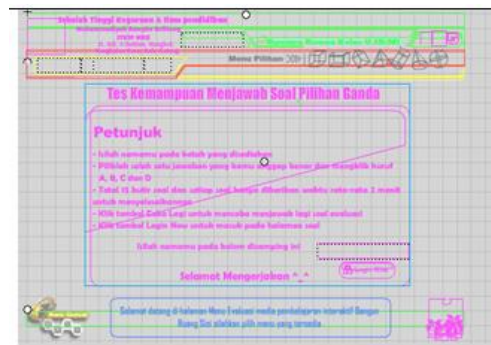 Sekolah Tinggi Keguruan & Ilmu pendidikan
Bangun Ruang Kelas
Menu Pilihan
Tes Kemampuan Menjawab Soal Pilihan Ganda
Petunjuk
- Isilah namamu pada kotak yang disediakan
- Pilihlah salah satu jawaban yang kamu anggap benar dan mengklik huruf
A, B, C dan D
- Total 15 butir soal dan setiap soal hanya diberikan waktu rata-rata 2 menit
untuk menyelesaikannya
- Klik tombol Coba Lagi untuk mencoba menjawab lagi soal evaluasi
- Klik tombol Login Now untuk masuk pada halaman soal
Isilah namamu pada kolom disamping ini
Selamat Mengerjakan ^_^
Login Now
Selamat datang di halaman Menu Evaluasi media pembelajaran interaktif Bangun
Ruang Sisi silahkan pilih menu yang tersedia